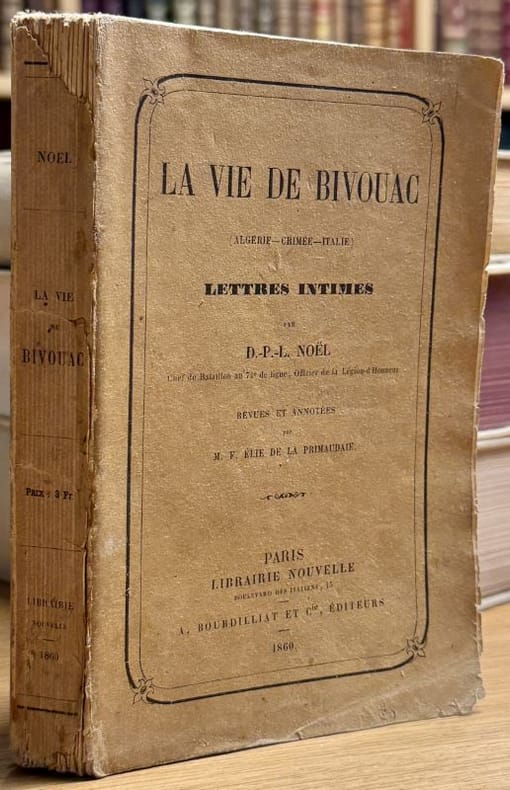 NOEL
LA VIE
DE
BIVOUAC
PRIX : 3 Fr
LIBRAIRIE
NOUVELLE
1860
LA VIE DE BIVOUAC
(ALGÉRIE—CRIMÉE—ITALIE)
LETTRES INTIMES
PAR
D.-P.-L. NOËL
Chef de Bataillon au 74e de ligne, Officier de la Légion-d'Honneur
REVUES ET ANNOTÉES
PAR
M. F. ÉLIE DE LA PRIMAUDAIE.
PARIS
LIBRAIRIE NOUVELLE
BOULEVARD DES ITALIENS, 15
A. BOURDILLIAT ET Cie, ÉDITEURS
1860.